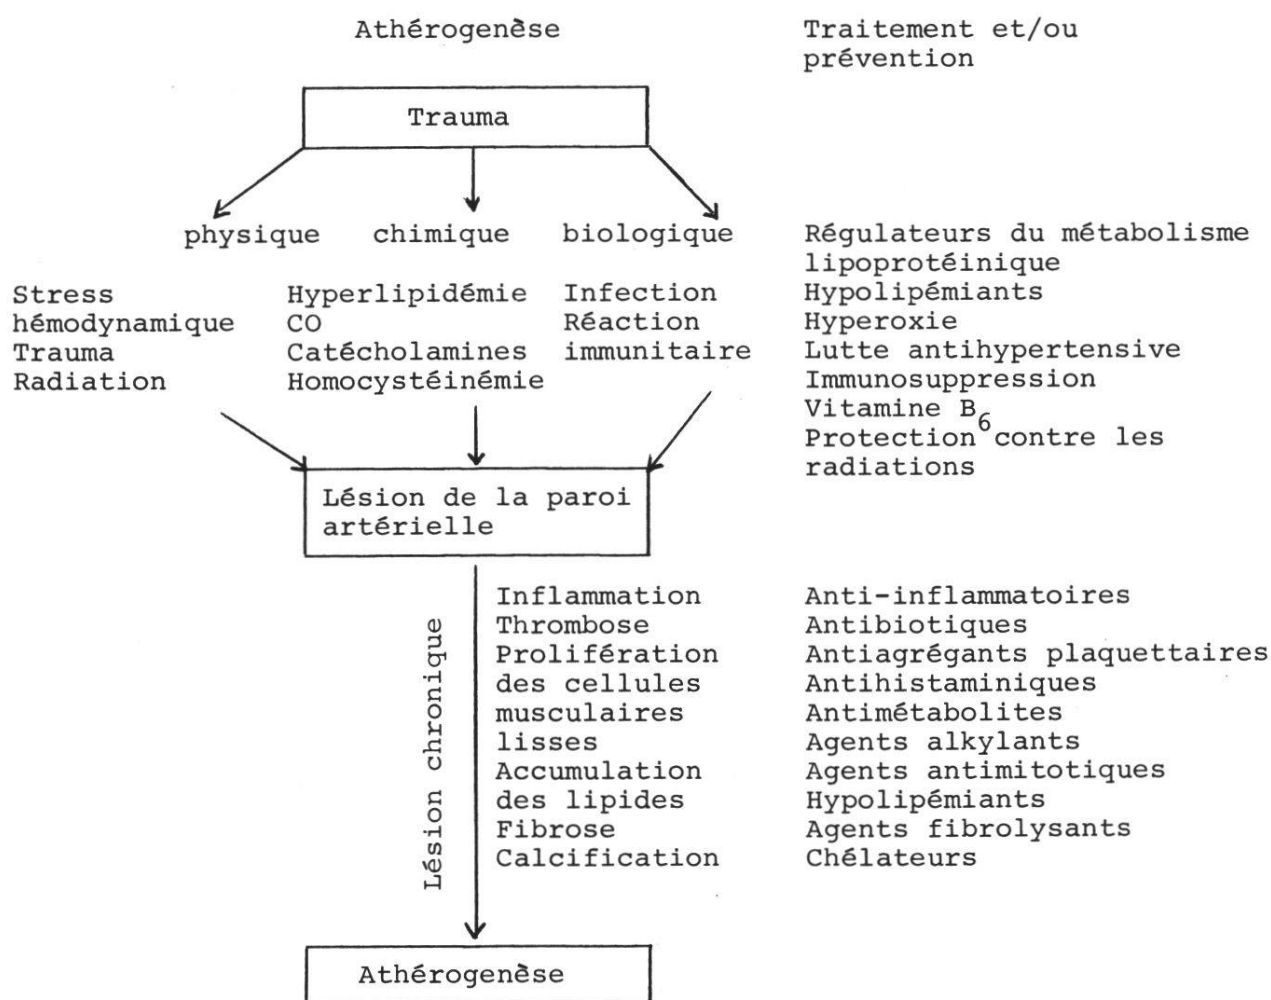 Athérogenèse
Traitement et/ou
prévention
Trauma
physique
chimique
biologique
Stress
hémodynamique
Trauma
Radiation
Hyperlipidémie
CO
Catécholamines
Homocystéinémie
Infection
Réaction
immunitaire
Régulateurs du métabolisme
lipoprotéinique
Hypolipémiants
Hyperoxie
Lutte antihypertensive
Immunosuppression
Vitamine B6
Protection contre les
radiations
Lésion de la paroi
artérielle
Lésion chronique
Inflammation
Thrombose
Prolifération
des cellules
musculaires
lisses
Accumulation
des lipides
Fibrose
Calcification
Anti-inflammatoires
Antibiotiques
Antiagrégants plaquettaires
Antihistaminiques
Antimétabolites
Agents alkylants
Agents antimitotiques
Hypolipémiants
Agents fibrolysants
Chélateurs
Athérogenèse